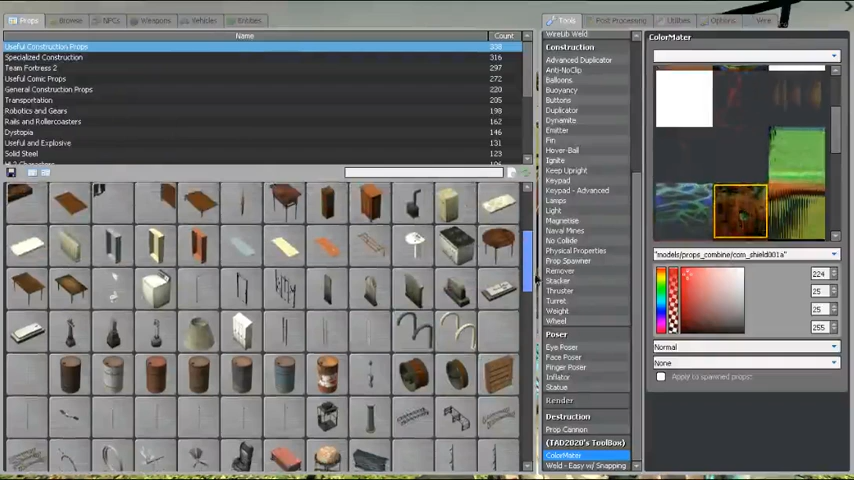 Props
Browse
NPCs
Weapons
Vehicles
Entities
Tools
Post Processing
Utilities
Options
Wire
Name
Count
Useful Construction Props 338
Specialized Construction 316
Team Fortress 2 297
Useful Comic Props 272
General Construction Props 220
Transportation 205
Robotics and Gears 198
Rails and Rollercoasters 162
Dystopia 146
Useful and Explosive 131
Solid Steel 123
HL2 Characters
WireLib Weld
Construction
Advanced Duplicator
Anti-NoClip
Balloons
Buoyancy
Buttons
Duplicator
Dynamite
Emitter
Fin
Hover-Ball
Ignite
Keep Upright
Keypad
Keypad - Advanced
Lamps
Light
Magnetise
Naval Mines
No Collide
Physical Properties
Prop Spawner
Remover
Stacker
Thruster
Turret
Weight
Wheel
Poser
Eye Poser
Face Poser
Finger Poser
Inflator
Statue
Render
Destruction
Prop Cannon
(TAD2020's ToolBox)
ColorMater
Weld - Easy w/ Snapping
ColorMater
"models/props_combine/com_shield001a"
224
25
25
255
Normal
None
Apply to spawned props: